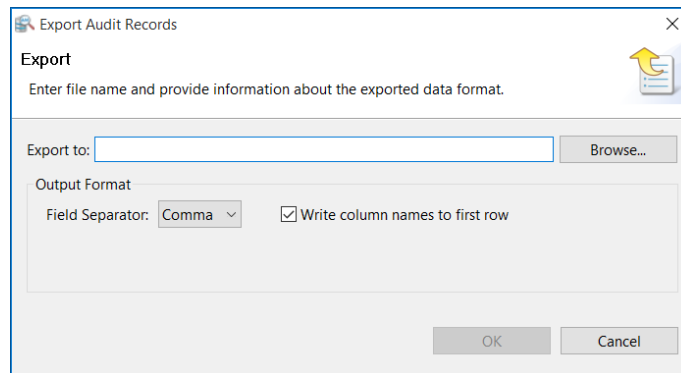 Export Audit Records
Export
Enter file name and provide information about the exported data format.
Export to:
Browse...
Output Format
Field Separator: Comma Write column names to first row
OK Cancel